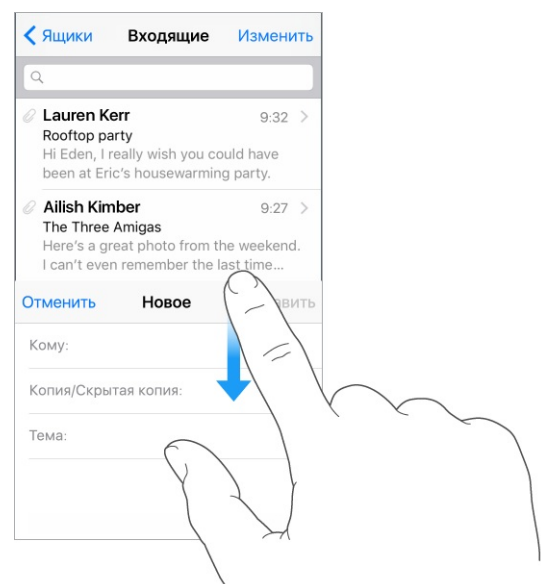 Ящики Входящие Изменить
Lauren Kerr 9:32
Rooftop party
Hi Eden, I really wish you could have
been at Eric's housewarming party.
Ailish Kimber 9:27
The Three Amigas
Here's a great photo from the weekend.
I can't even remember the last time...
Отменить Новое
Кому:
Копия/Скрытая копия:
Тема: